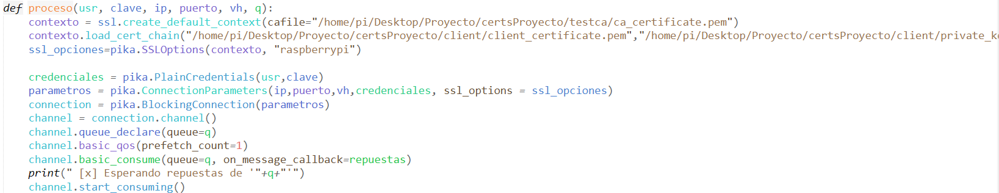 def proceso(usr, clave, ip, puerto, vh, q):
contexto = ssl.create_default_context(cafile="/home/pi/Desktop/Proyecto/certsProyecto/testca/ca_certificate.pem")
contexto.load_cert_chain("/home/pi/Desktop/Proyecto/certsProyecto/client/client_certificate.pem","/home/pi/Desktop/Proyecto/certsProyecto/client/private_k
ssl_opciones=pika.SSLOptions(contexto, "raspberrypi")
credenciales = pika.PlainCredentials(usr,clave)
parametros = pika.ConnectionParameters(ip,puerto,vh,credenciales, ssl_options = ssl_opciones)
connection = pika.BlockingConnection(parametros)
channel = connection.channel()
channel.queue_declare(queue=q)
channel.basic_qos(prefetch_count=1)
channel.basic_consume(queue=q, on_message_callback=repuestas)
print(" [x] Esperando repuestas de '"+q+"'")
channel.start_consuming()